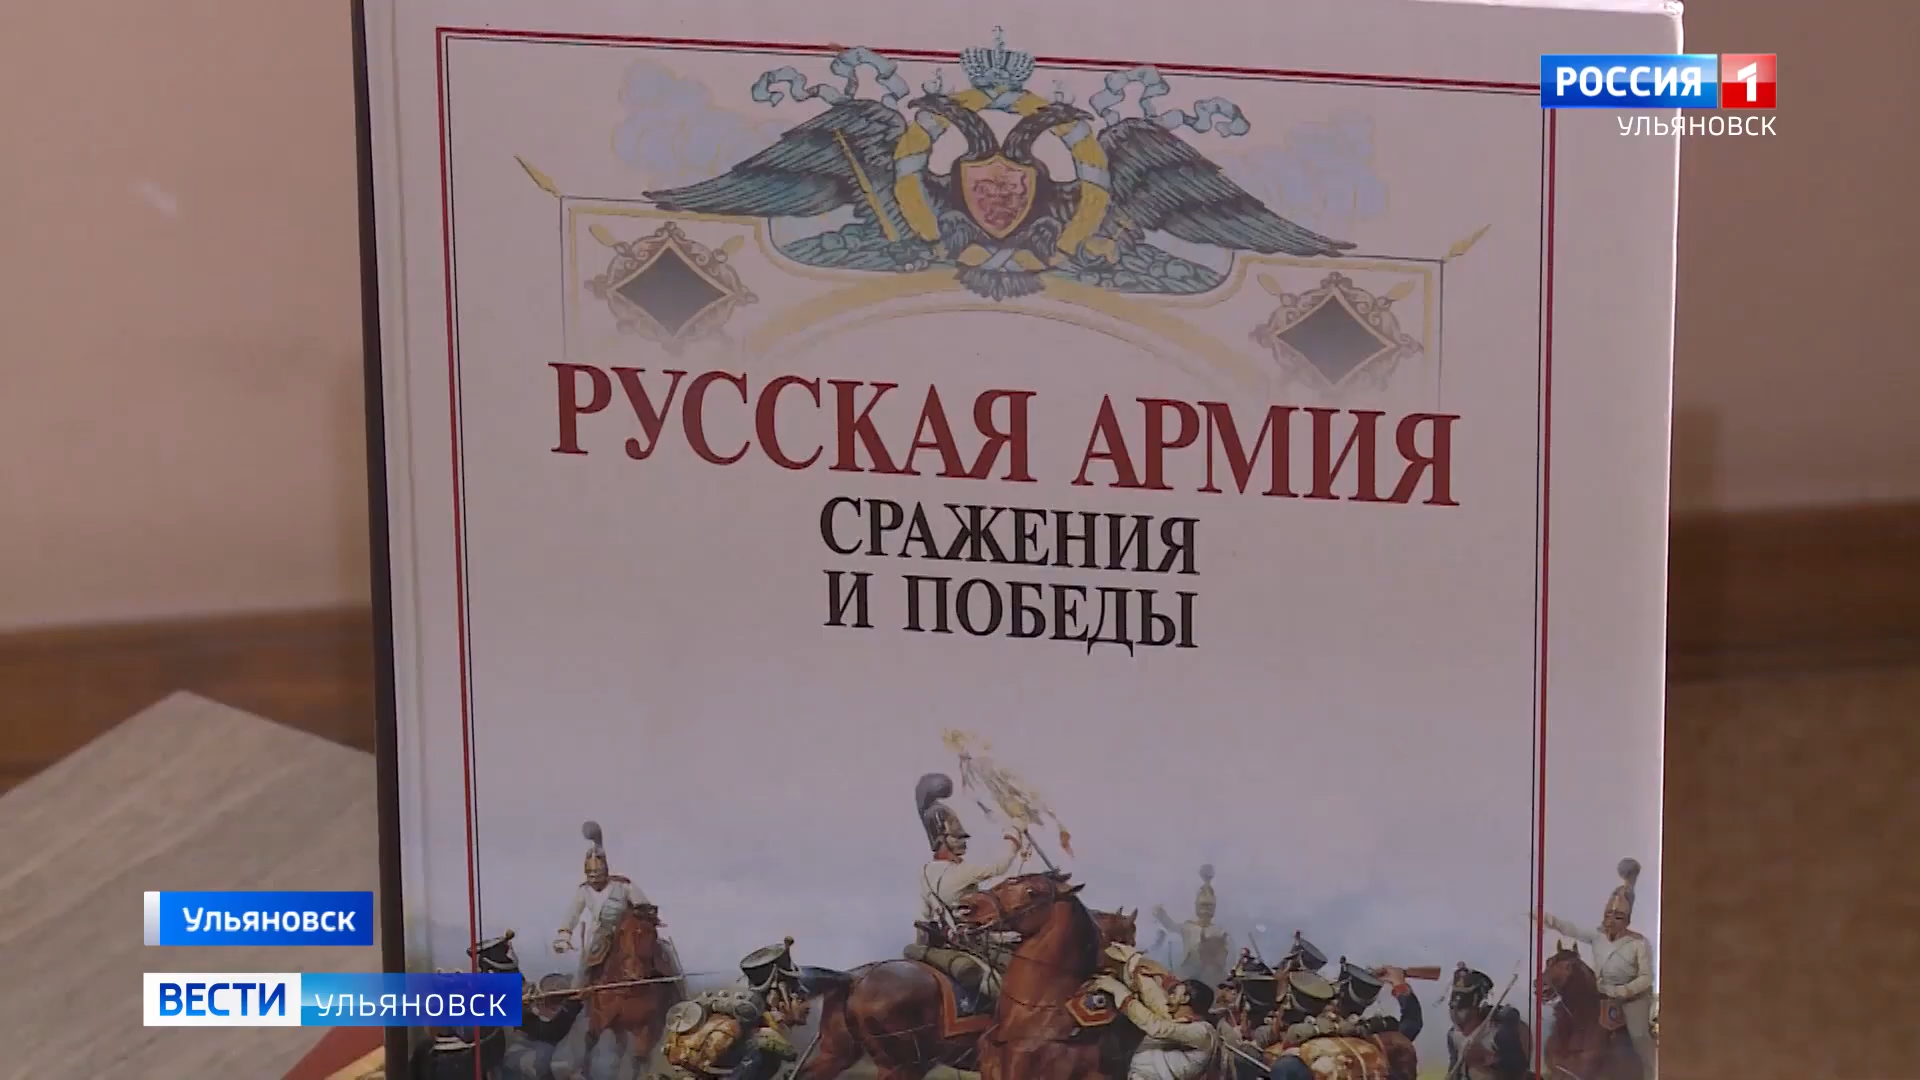 РОССИЯ 1
УЛЬЯНОВСК
РУССКАЯ АРМИЯ
СРАЖЕНИЯ
И ПОБЕДЫ
Ульяновск
ВЕСТИ УЛЬЯНОВСК